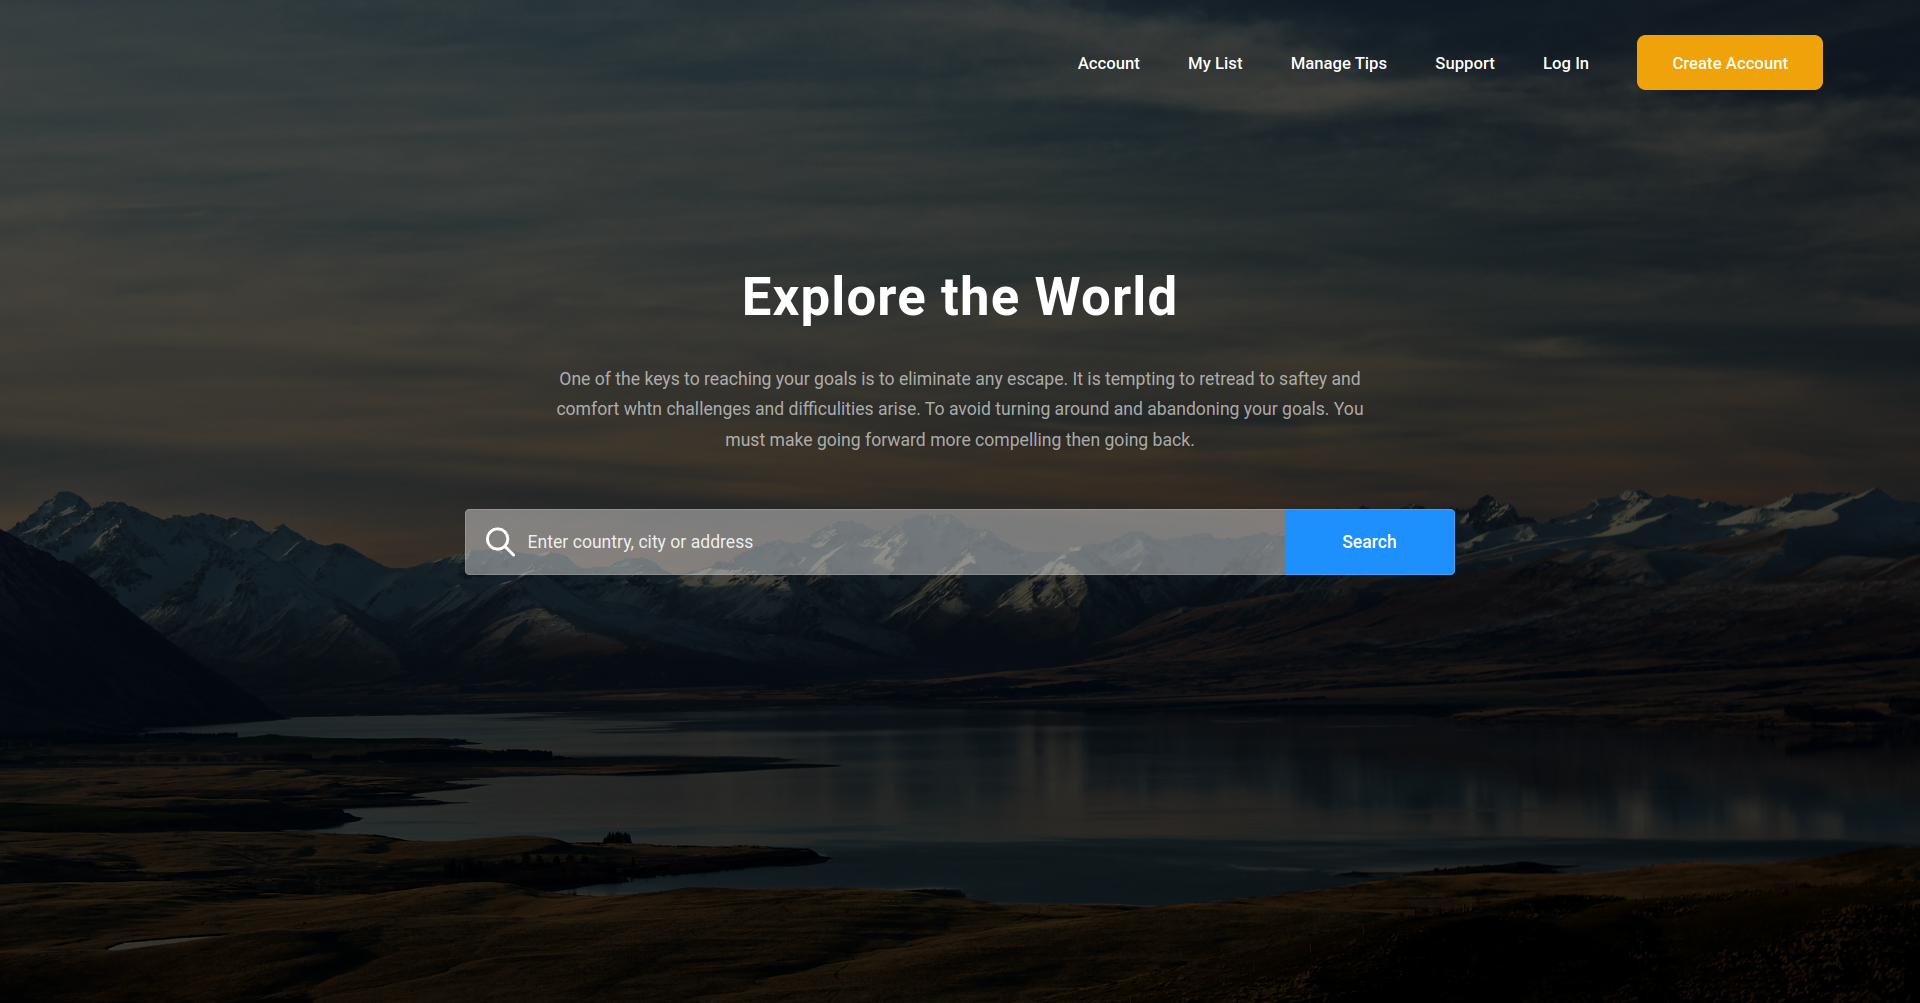 Account My List Manage Tips Support Log In Create Account
Explore the World
One of the keys to reaching your goals is to eliminate any escape. It is tempting to retread to saftey and
comfort whtn challenges and difficulities arise. To avoid turning around and abandoning your goals. You
must make going forward more compelling then going back.
Enter country, city or address Search